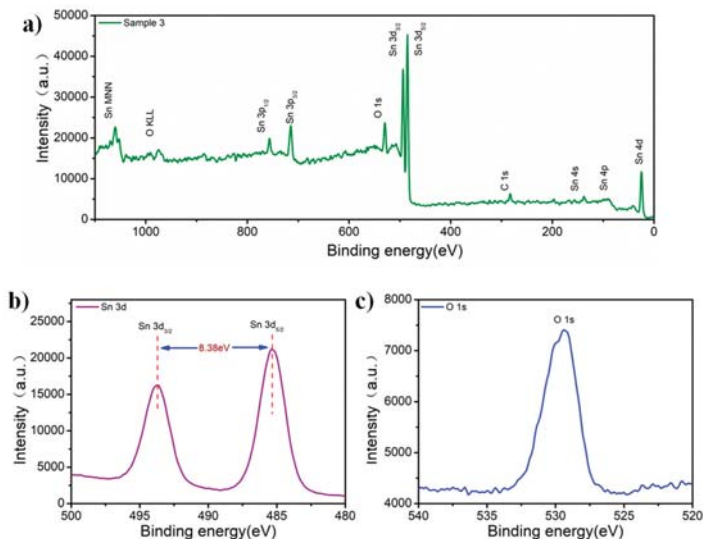 a)
Sample 3
Intensity (a.u.)
50000
40000
30000
20000
10000
0
Sn MNN
O KLL
Sn 3p1/2
Sn 3p3/2
O 1s
Sn 3d3/2
Sn 3d5/2
C 1s
Sn 4s
Sn 4p
Sn 4d
1000 800 600 400 200 0
Binding energy(eV)
b)
Sn 3d
Intensity (a.u.)
25000
20000
15000
10000
5000
0
Sn 3d3/2
Sn 3d5/2
8.38eV
500 495 490 485 480
Binding energy(eV)
c)
O 1s
Intensity (a.u.)
8000
7000
6000
5000
4000
O 1s
540 535 530 525 520
Binding energy(eV)